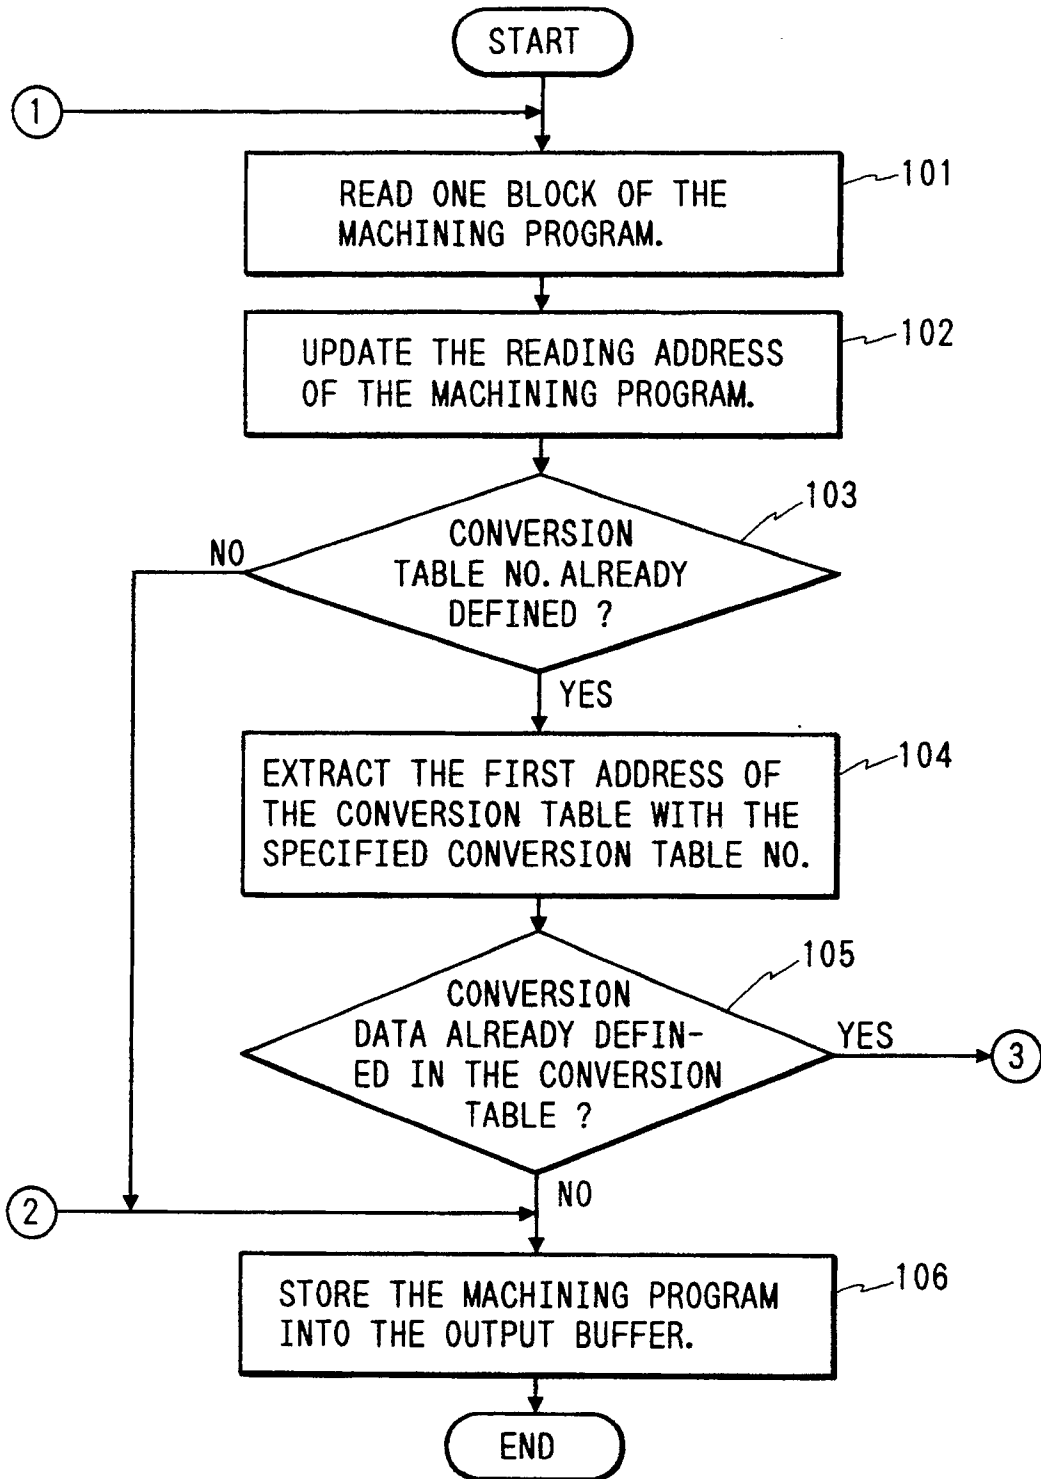 START
1
READ ONE BLOCK OF THE
MACHINING PROGRAM.
101
UPDATE THE READING ADDRESS
OF THE MACHINING PROGRAM.
102
103
CONVERSION
TABLE NO. ALREADY
DEFINED ?
NO
YES
EXTRACT THE FIRST ADDRESS OF
THE CONVERSION TABLE WITH THE
SPECIFIED CONVERSION TABLE NO.
104
105
CONVERSION
DATA ALREADY DEFIN-
ED IN THE CONVERSION
TABLE ?
YES
3
NO
2
STORE THE MACHINING PROGRAM
INTO THE OUTPUT BUFFER.
106
END